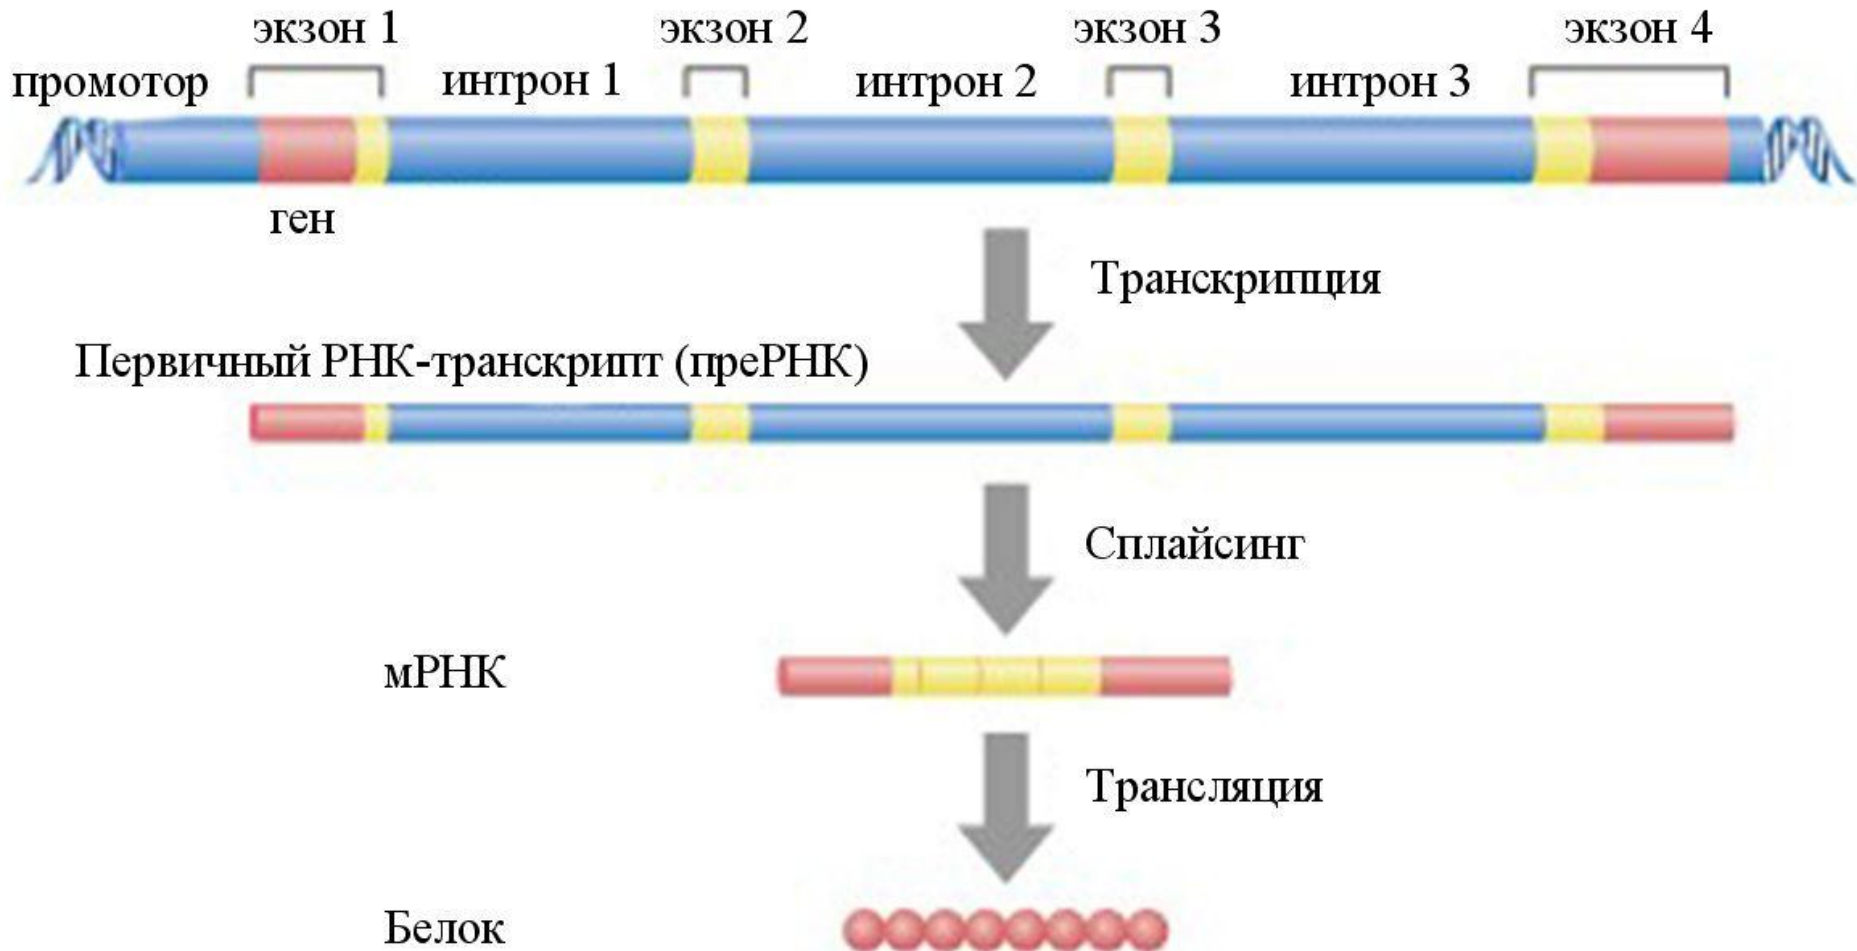 экзон 1 экзон 2 экзон 3 экзон 4
промотор интрон 1 интрон 2 интрон 3
ген
Транскрипция
Первичный РНК-транскрипт (преРНК)
Сплайсинг
мРНК
Трансляция
Белок